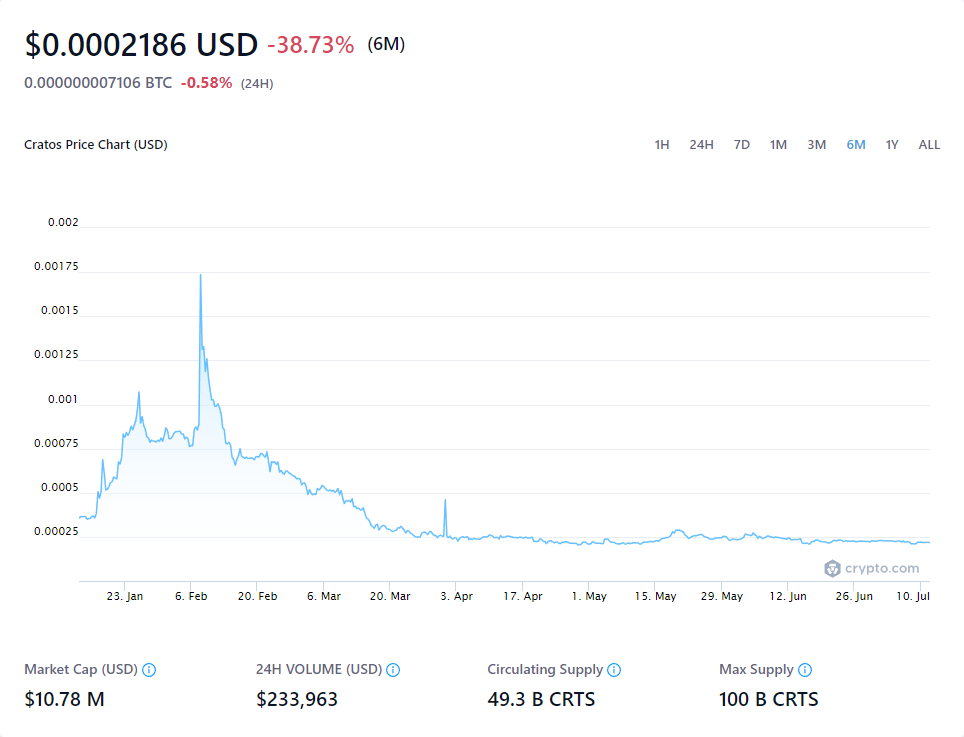 $0.0002186 USD -38.73% (6M)
0.000000007106 BTC -0.58% (24H)
Cratos Price Chart (USD)
1H 24H 7D 1M 3M 6M 1Y ALL
0.002
0.00175
0.0015
0.00125
0.001
0.00075
0.0005
0.00025
crypto.com
23. Jan 6. Feb 20. Feb 6. Mar 20. Mar 3. Apr 17. Apr 1. May 15. May 29. May 12. Jun 26. Jun 10. Jul
Market Cap (USD) 24H VOLUME (USD) Circulating Supply Max Supply
$10.78 M $233,963 49.3 B CRTS 100 B CRTS